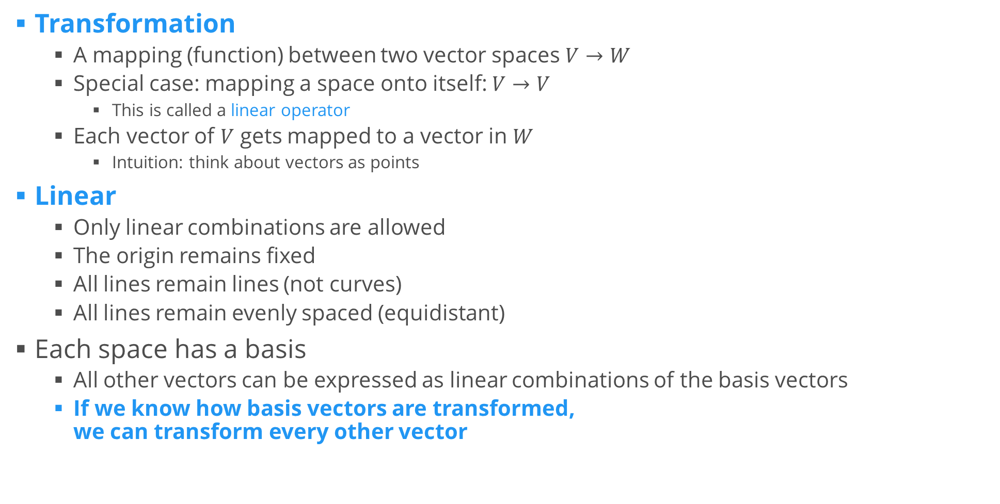 ▪ Transformation
▪ A mapping (function) between two vector spaces V → W
▪ Special case: mapping a space onto itself: V → V
▪ This is called a linear operator
▪ Each vector of V gets mapped to a vector in W
▪ Intuition: think about vectors as points
▪ Linear
▪ Only linear combinations are allowed
▪ The origin remains fixed
▪ All lines remain lines (not curves)
▪ All lines remain evenly spaced (equidistant)
▪ Each space has a basis
▪ All other vectors can be expressed as linear combinations of the basis vectors
▪ If we know how basis vectors are transformed,
we can transform every other vector